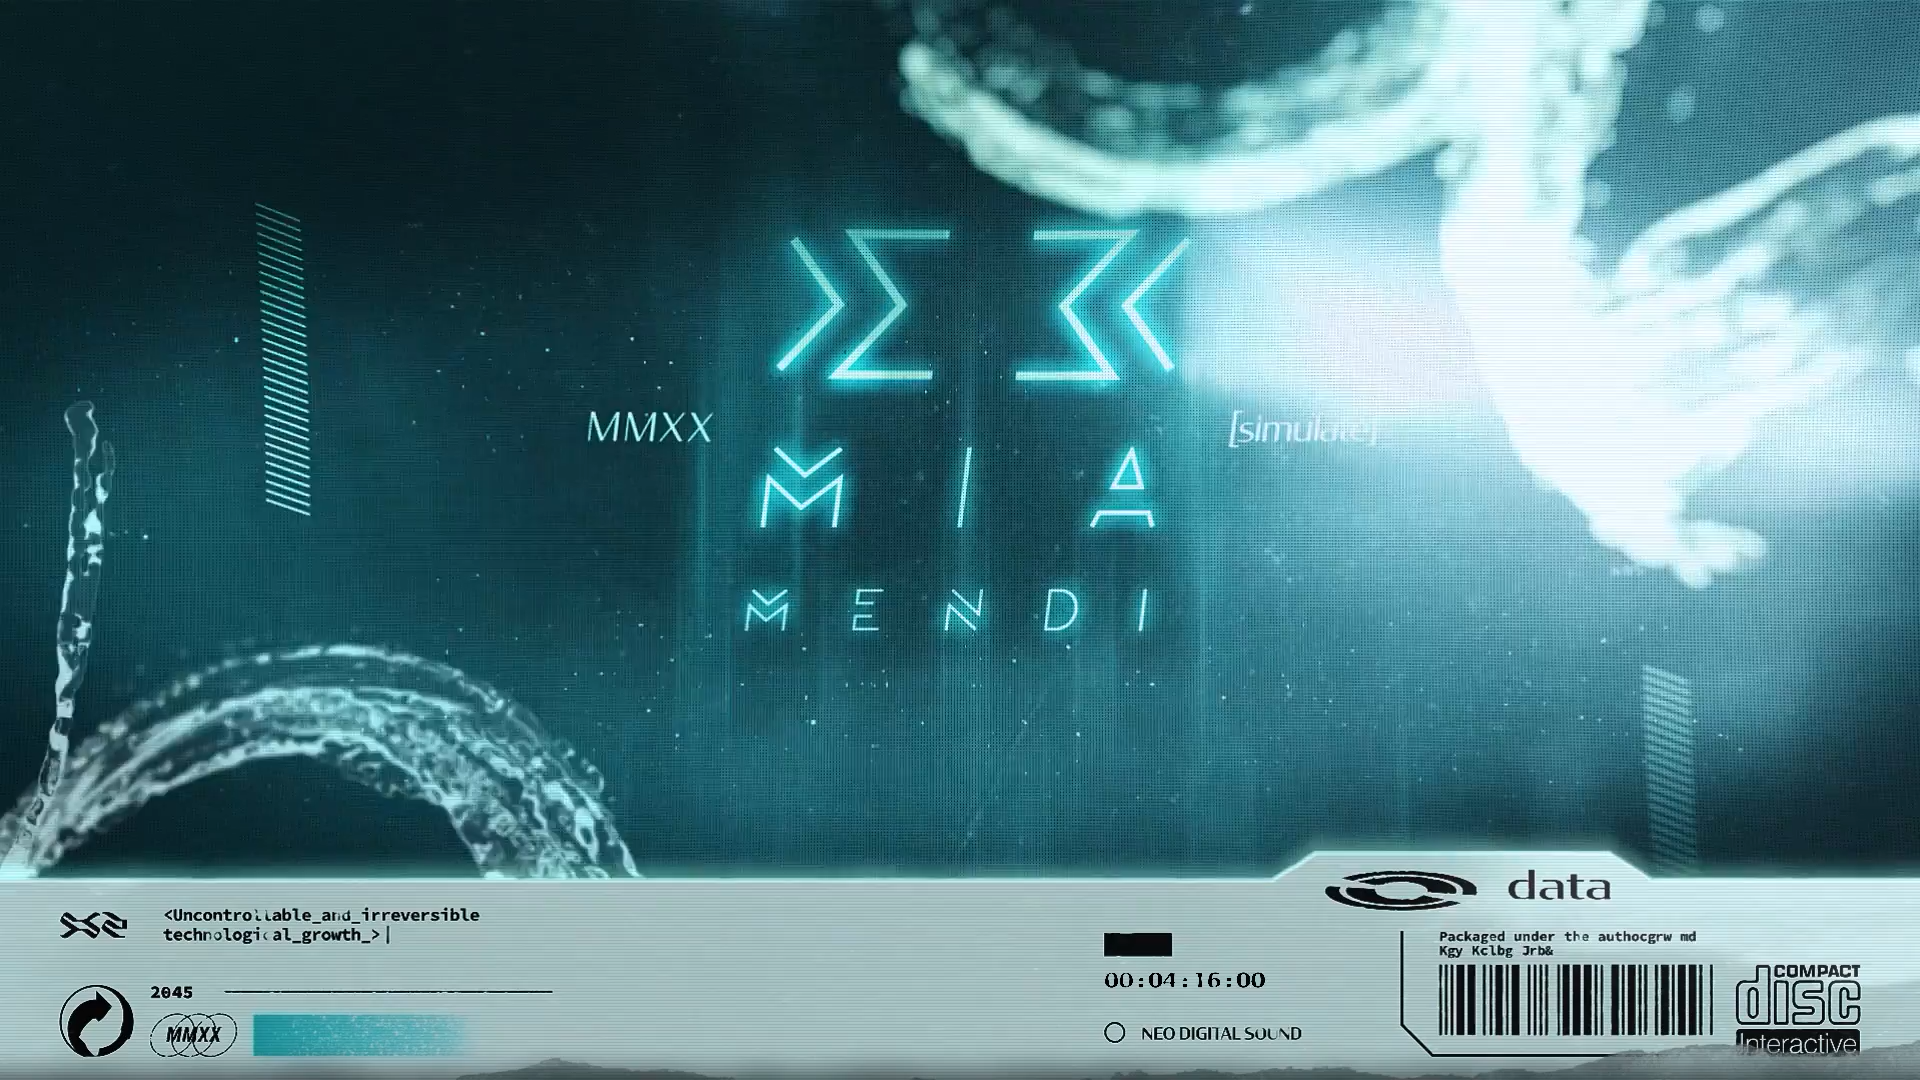 MMXX
[simulate]
MIA
MENDI
data
<Uncontrollable_and_irreversible
technological_growth_>|
Packaged under the authocgrw md
Kgy Kclbg Jrb&
00:04:16:00
2045
MMXX
NEO DIGITAL SOUND
COMPACT
disc
Interactive